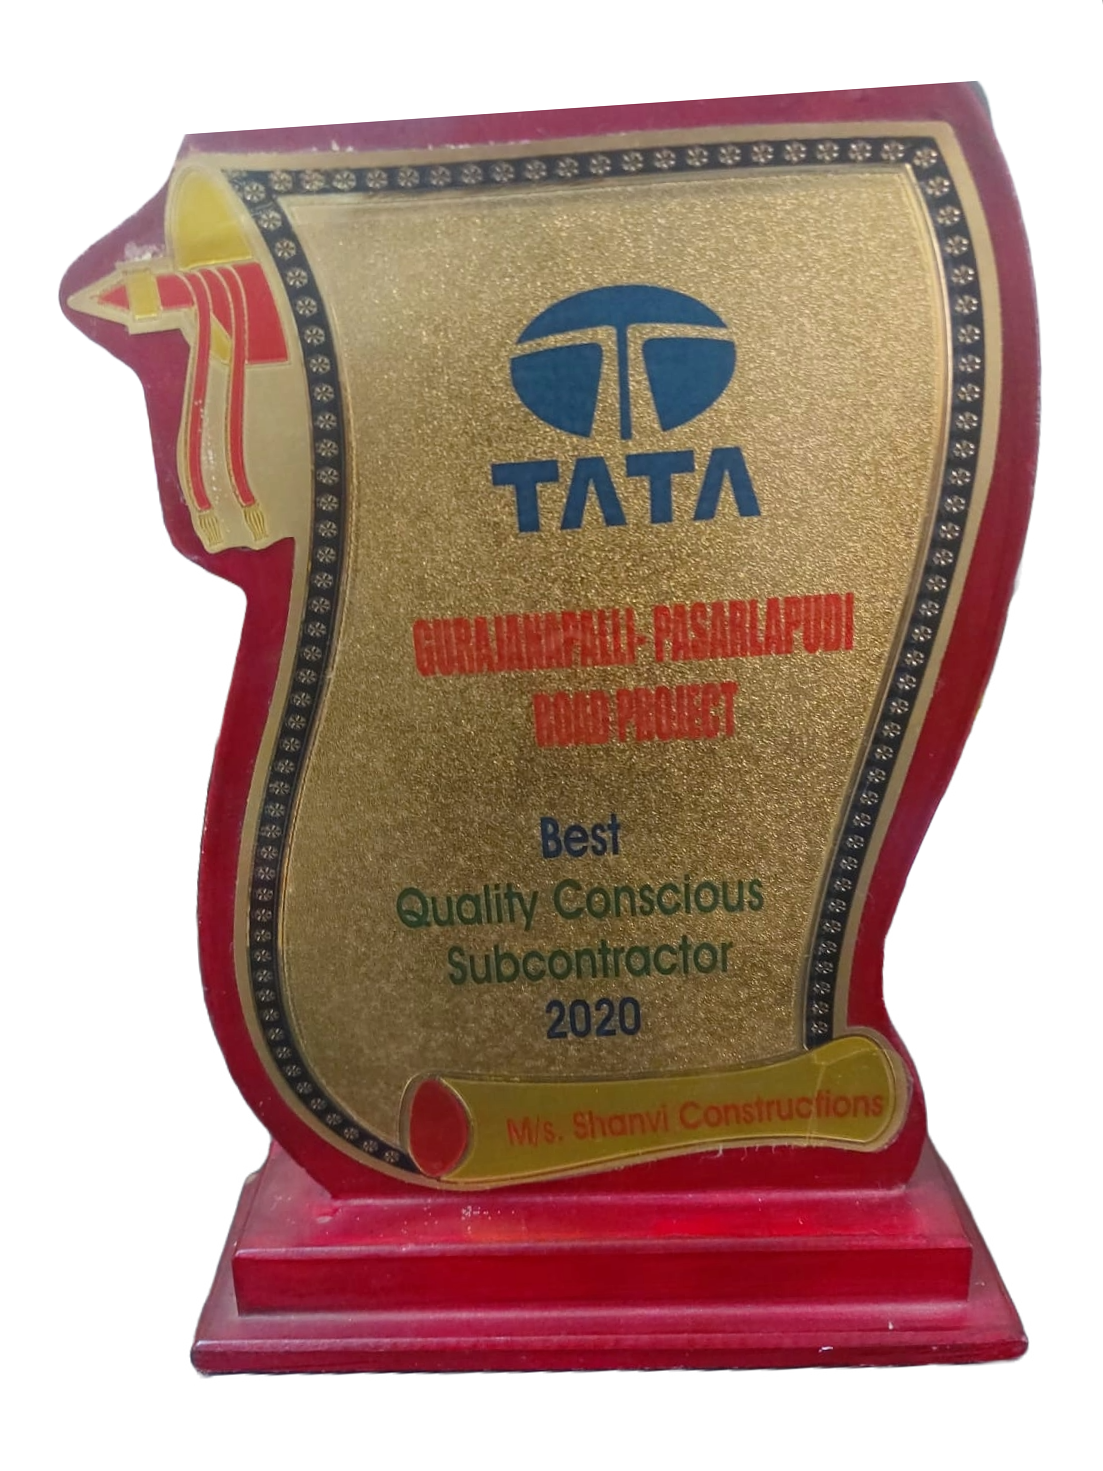 TATA
GURAJANAPALLI- PASARLAPUDI
ROAD PROJECT
Best
Quality Conscious
Subcontractor
2020
M/s. Shanvi Constructions